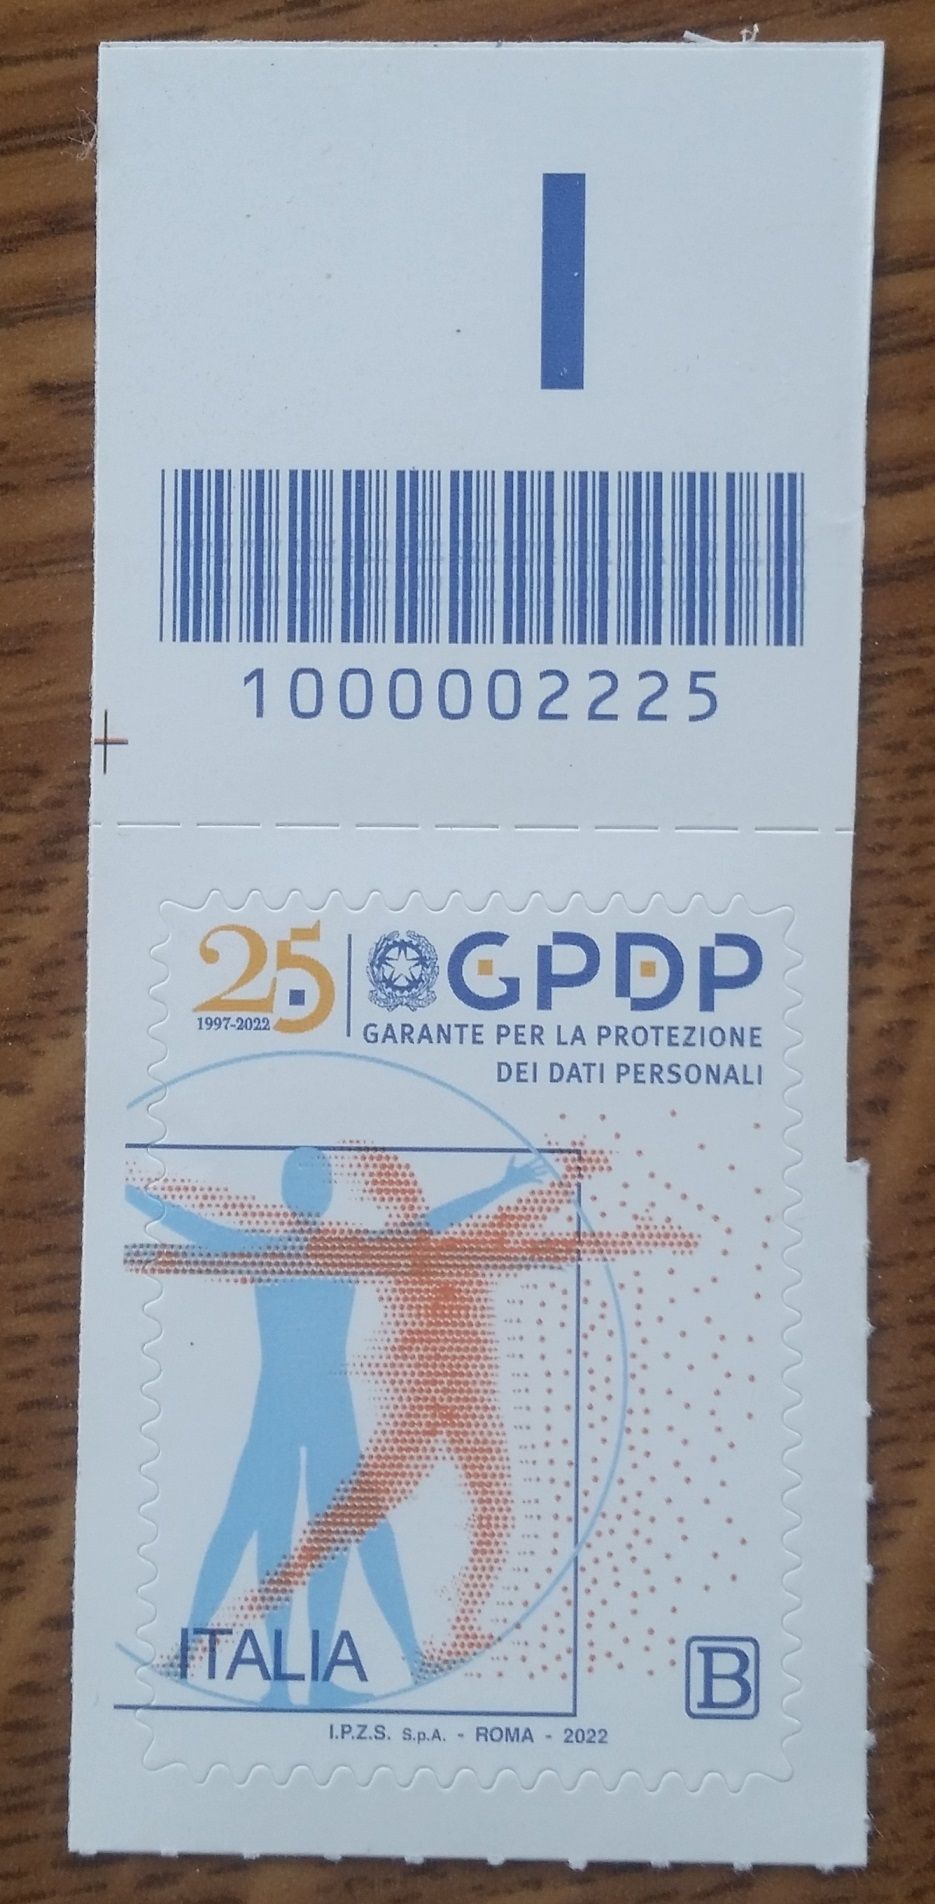 1000002225
25
1997-2022
GPDP
GARANTE PER LA PROTEZIONE
DEI DATI PERSONALI
ITALIA
B
I.P.Z.S. S.p.A. - ROMA - 2022